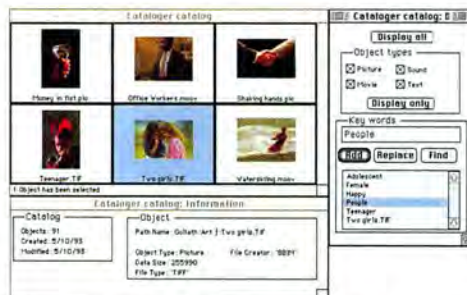 Cataloger catalog
Money in fist.pic
Office Workers.moov
Shaking hands.pic
Teenager.TIF
Two girls.TIF
Waterskiing.moov
1 Object has been selected
Cataloger catalog: Information
Catalog
Objects: 91
Created: 5/10/93
Modified: 5/10/93
Object
Path Name: Goliath:Art ƒ:Two girls.TIF
Object Type: Picture File Creator: '8BIM'
Data Size: 255990
File Type: 'TIFF'
Cataloger catalog: D
Display all
Object types
Picture Sound
Movie Text
Display only
Key words
People
Add Replace Find
Adolescent
Female
Happy
People
Teenager
Two girls.TIF